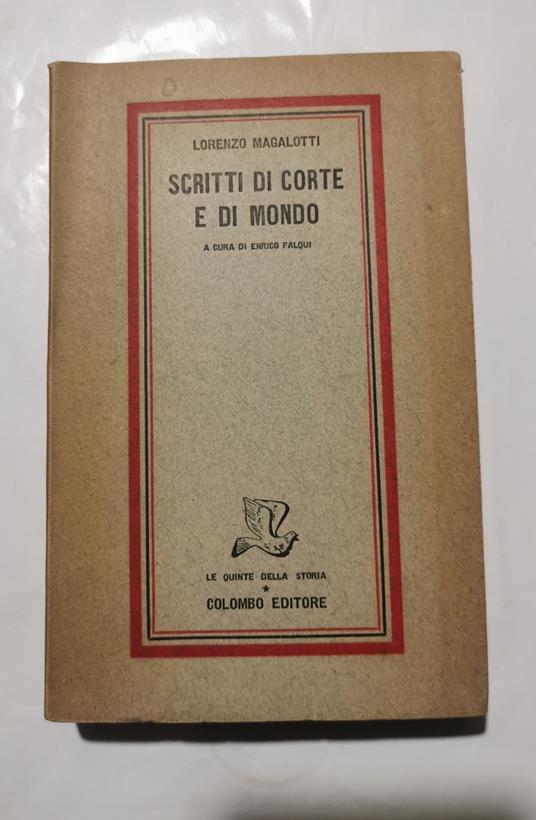 LORENZO MAGALOTTI
SCRITTI DI CORTE
E DI MONDO
A CURA DI ENRICO FALQUI
LE QUINTE DELLA STORIA
★
COLOMBO EDITORE